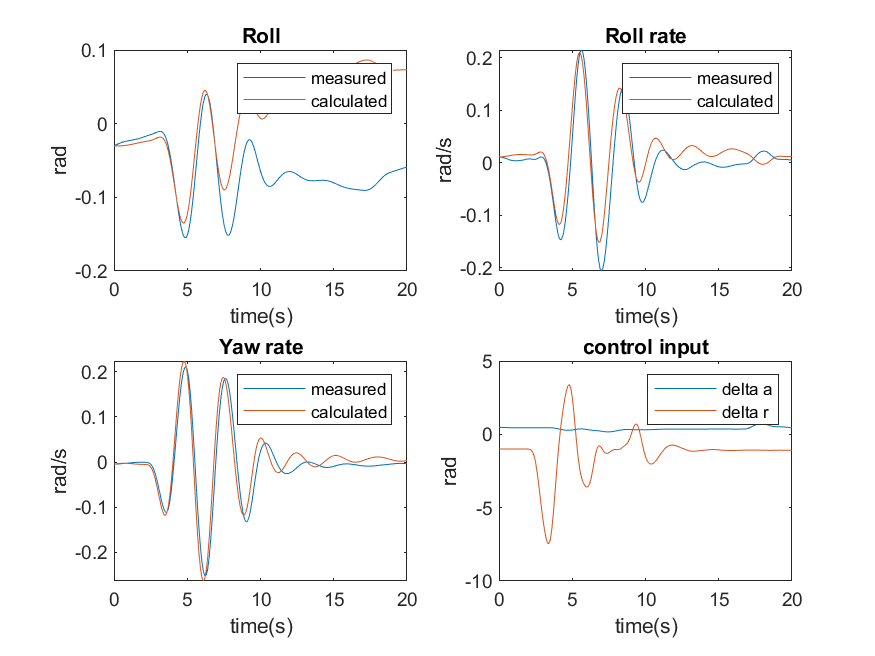 Roll
0.1
0
-0.1
-0.2
rad
0 5 10 15 20
time(s)
measured
calculated
Roll rate
0.2
0.1
0
-0.1
-0.2
rad/s
0 5 10 15 20
time(s)
measured
calculated
Yaw rate
0.2
0.1
0
-0.1
-0.2
rad/s
0 5 10 15 20
time(s)
measured
calculated
control input
5
0
-5
-10
rad
0 5 10 15 20
time(s)
delta a
delta r